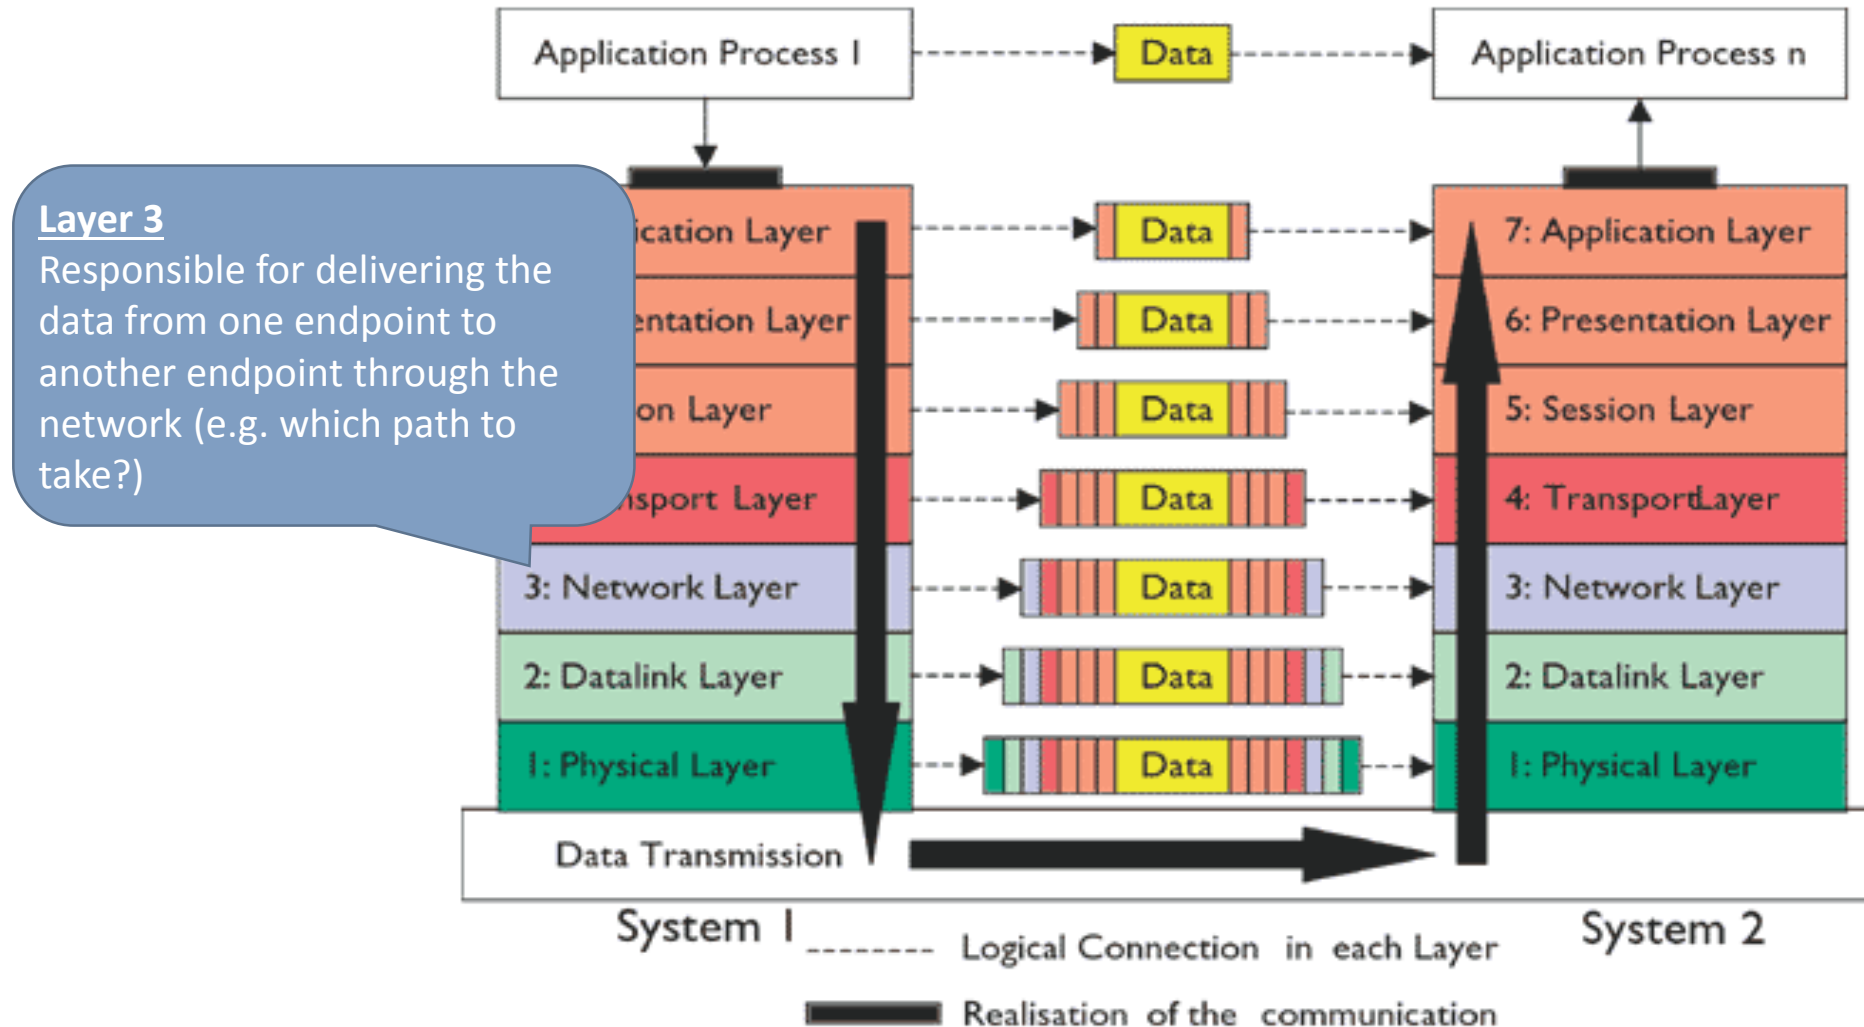 Application Process 1
Data
Application Process n
Layer 3
Responsible for delivering the
data from one endpoint to
another endpoint through the
network (e.g. which path to
take?)
ication Layer
Data
7: Application Layer
entation Layer
Data
6: Presentation Layer
on Layer
Data
5: Session Layer
nsport Layer
Data
4: Transport Layer
3: Network Layer
Data
3: Network Layer
2: Datalink Layer
Data
2: Datalink Layer
1: Physical Layer
Data
1: Physical Layer
Data Transmission
System 1
System 2
Logical Connection in each Layer
Realisation of the communication